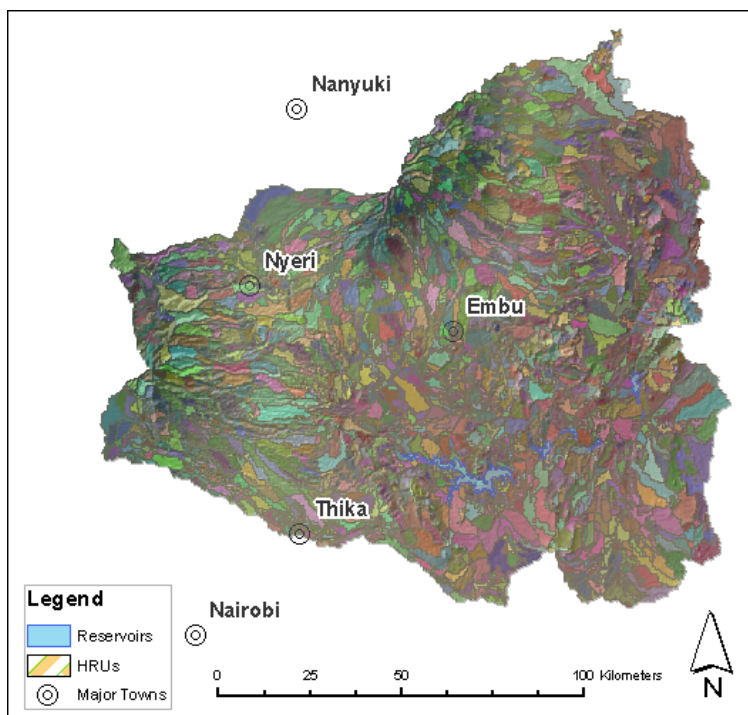 Nanyuki
Nyeri
Embu
Thika
Nairobi
Legend
Reservoirs
HRUs
Major Towns
0 25 50 100 Kilometers
N